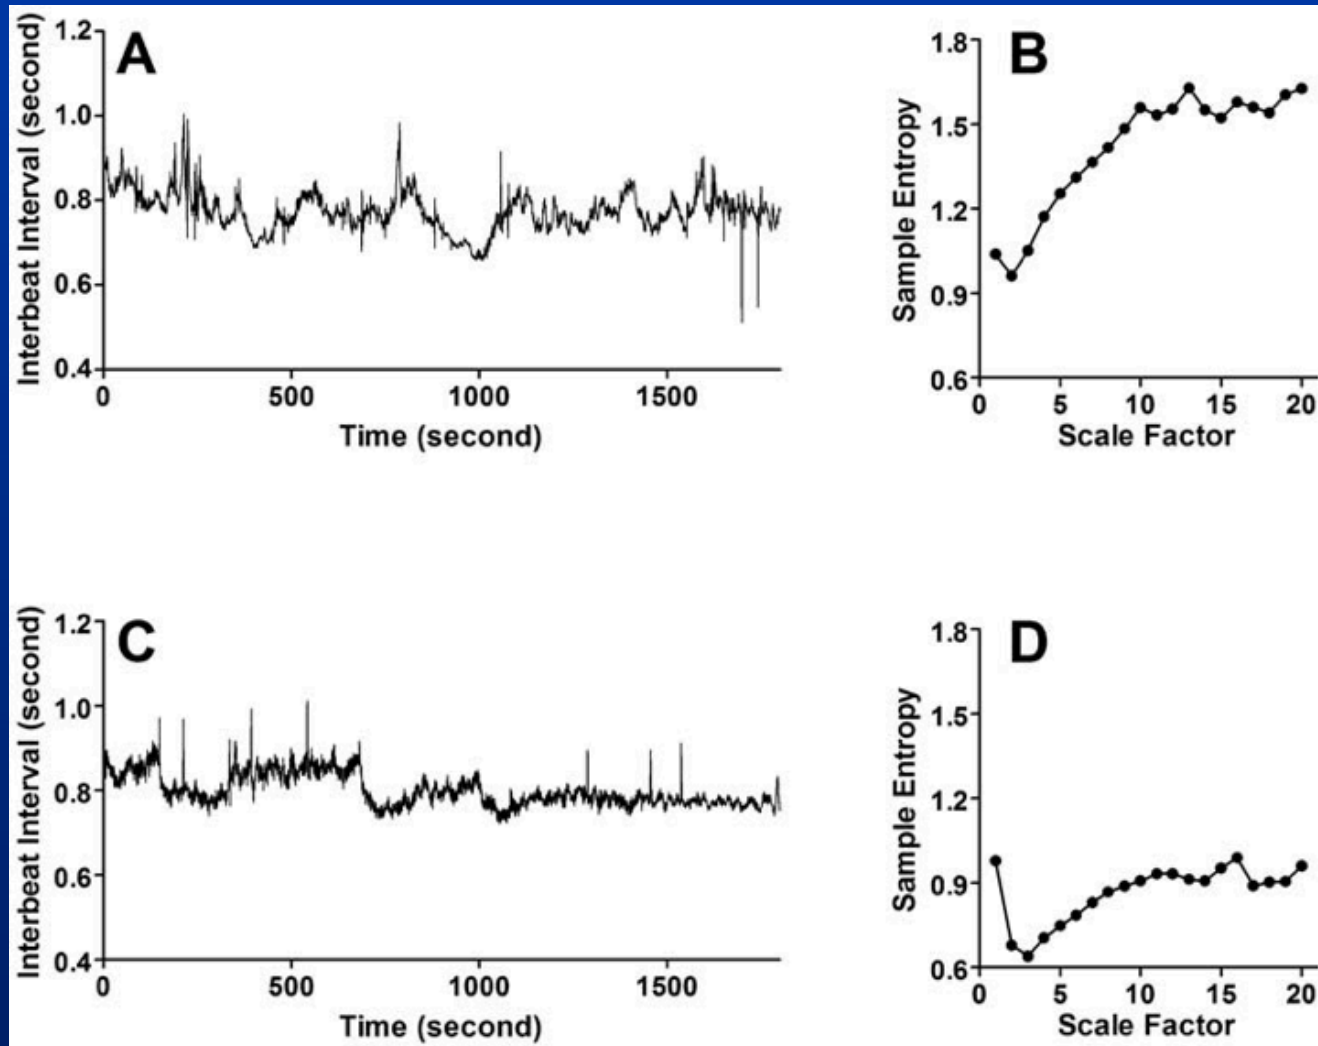 A
Interbeat Interval (second)
1.2
1.0
0.8
0.6
0.4
0 500 1000 1500
Time (second)
B
Sample Entropy
1.8
1.5
1.2
0.9
0.6
0 5 10 15 20
Scale Factor
C
Interbeat Interval (second)
1.2
1.0
0.8
0.6
0.4
0 500 1000 1500
Time (second)
D
Sample Entropy
1.8
1.5
1.2
0.9
0.6
0 5 10 15 20
Scale Factor